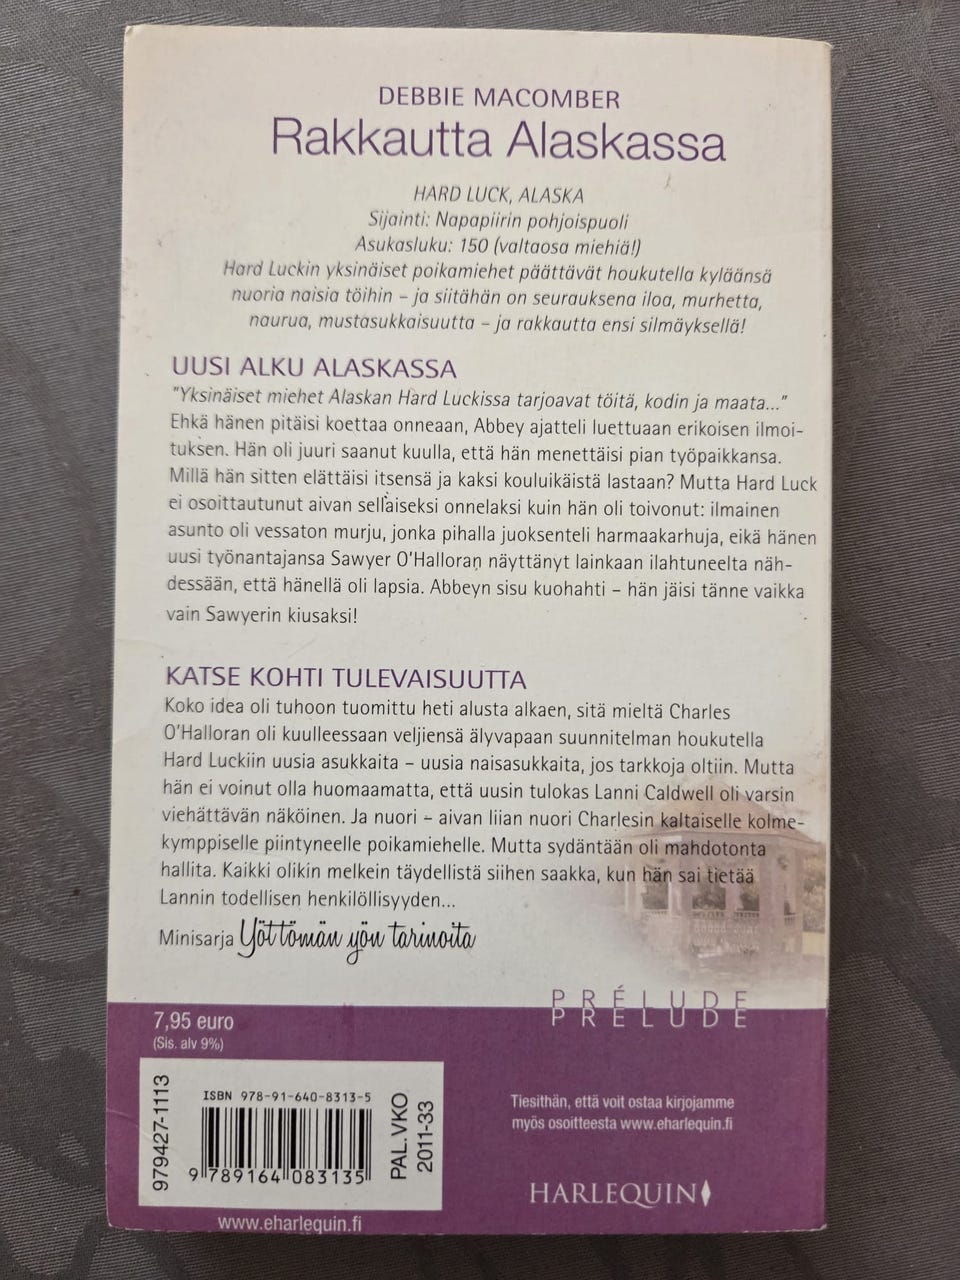 DEBBIE MACOMBER
Rakkautta Alaskassa
HARD LUCK, ALASKA
Sijainti: Napapiirin pohjoispuoli
Asukasluku: 150 (valtaosa miehiä!)
Hard Luckin yksinäiset poikamiehet päättävät houkutella kyläänsä
nuoria naisia töihin – ja siitähän on seurauksena iloa, murhetta,
naurua, mustasukkaisuutta – ja rakkautta ensi silmäyksellä!
UUSI ALKU ALASKASSA
"Yksinäiset miehet Alaskan Hard Luckissa tarjoavat töitä, kodin ja maata..."
Ehkä hänen pitäisi koettaa onneaan, Abbey ajatteli luettuaan erikoisen ilmoi-
tuksen. Hän oli juuri saanut kuulla, että hän menettäisi pian työpaikkansa.
Millä hän sitten elättäisi itsensä ja kaksi kouluikäistä lastaan? Mutta Hard Luck
ei osoittautunut aivan sellaiseksi onnelaksi kuin hän oli toivonut: ilmainen
asunto oli vessaton murju, jonka pihalla juoksenteli harmaakarhuja, eikä hänen
uusi työnantajansa Sawyer O'Halloran näyttänyt lainkaan ilahtuneelta näh-
dessään, että hänellä oli lapsia. Abbeyn sisu kuohahti – hän jäisi tänne vaikka
vain Sawyerin kiusaksi!
KATSE KOHTI TULEVAISUUTTA
Koko idea oli tuhoon tuomittu heti alusta alkaen, sitä mieltä Charles
O'Halloran oli kuulleessaan veljiensä älyvapaan suunnitelman houkutella
Hard Luckiin uusia asukkaita – uusia naisasukkaita, jos tarkkoja oltiin. Mutta
hän ei voinut olla huomaamatta, että uusin tulokas Lanni Caldwell oli varsin
viehättävän näköinen. Ja nuori – aivan liian nuori Charlesin kaltaiselle kolme-
kymppiselle piintyneelle poikamiehelle. Mutta sydäntään oli mahdotonta
hallita. Kaikki olikin melkein täydellistä siihen saakka, kun hän sai tietää
Lannin todellisen henkilöllisyyden...
Minisarja Yöttömän yön tarinoita
PRÉLUDE
PRELUDE
7,95 euro
(Sis. alv 9%)
979427-1113
ISBN 978-91-640-8313-5
9 789164 083135
PAL.VKO
2011-33
Tiesithän, että voit ostaa kirjojamme
myös osoitteesta www.eharlequin.fi
HARLEQUIN
www.eharlequin.fi